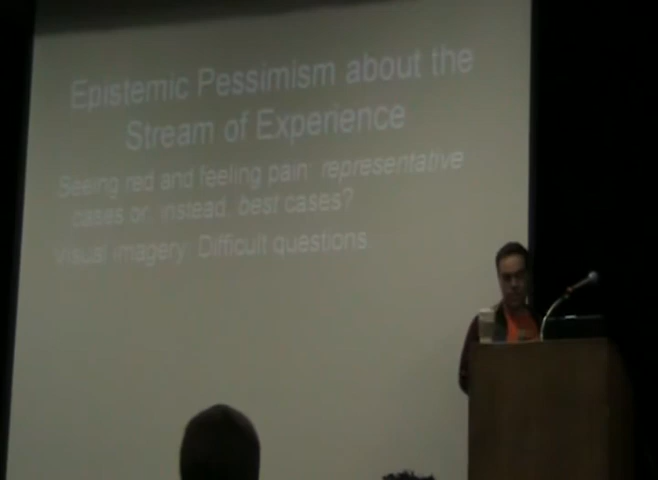 Epistemic Pessimism about the
Stream of Experience
Seeing red and feeling pain: representative
cases or, instead, best cases?
Visual imagery: Difficult questions.